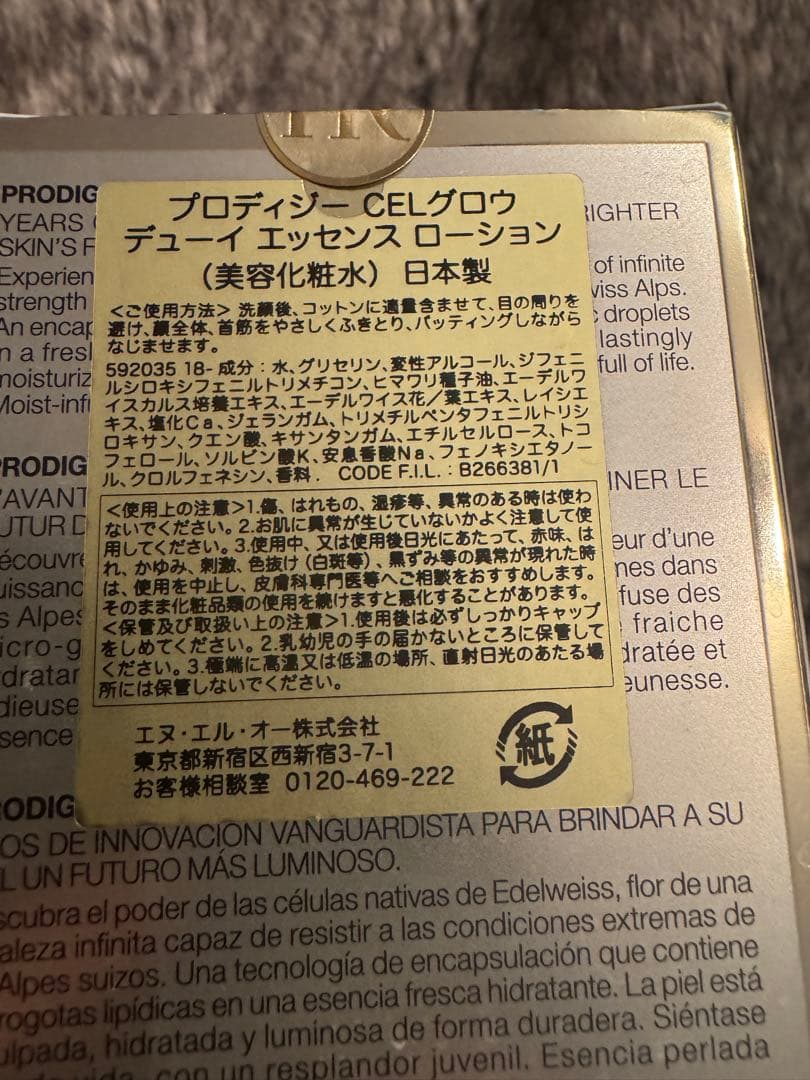 HR
PRODIG
YEARS
SKIN'S F
Experien
strength
An encap
n a fresh
moisturiz
Moist-inf
RIGHTER
of infinite
wiss Alps.
droplets
lastingly
full of life.
プロディジー CELグロウ
デューイ エッセンス ローション
（美容化粧水） 日本製
＜ご使用方法＞ 洗顔後、コットンに適量含ませて、目の周りを
避け、顔全体、首筋をやさしくふきとり、パッティングしながら
なじませます。
592035 18- 成分：水、グリセリン、変性アルコール、ジフェニ
ルシロキシフェニルトリメチコン、ヒマワリ種子油、エーデルワ
イスカルス培養エキス、エーデルワイス花／葉エキス、レイシエ
キス、塩化Ca、ジェランガム、トリメチルペンタフェニルトリシ
ロキサン、クエン酸、キサンタンガム、エチルセルロース、トコ
フェロール、ソルビン酸K、安息香酸Na、フェノキシエタノー
ル、クロルフェネシン、香料． CODE F.I.L.：B266381/1
＜使用上の注意＞1.傷、はれもの、湿疹等、異常のある時は使わ
ないでください。2.お肌に異常が生じていないかよく注意して使
用してください。3.使用中、又は使用後日光にあたって、赤味、は
れ、かゆみ、刺激、色抜け（白斑等）、黒ずみ等の異常が現れた時
は、使用を中止し、皮膚科専門医等へご相談をおすすめします。
そのまま化粧品類の使用を続けますと悪化することがあります。
＜保管及び取扱い上の注意＞1.使用後は必ずしっかりキャップ
をしめてください。2.乳幼児の手の届かないところに保管して
ください。3.極端に高温又は低温の場所、直射日光のあたる場
所には保管しないでください。
エヌ・エル・オー株式会社
東京都新宿区西新宿3-7-1
お客様相談室 0120-469-222
紙
PRODIG
'AVANT
UTUR D
écouvre
uissanc
s Alpes
icro-g
dratar
dieuse
sence
INER LE
eur d'une
mes dans
fuse des
fraiche
dratée et
eunesse.
RODIG
OS DE INNOVACIÓN VANGUARDISTA PARA BRINDAR A SU
L UN FUTURO MÁS LUMINOSO.
scubra el poder de las células nativas de Edelweiss, flor de una
aleza infinita capaz de resistir a las condiciones extremas de
Alpes suizos. Una tecnología de encapsulación que contiene
rogotas lipídicas en una esencia fresca hidratante. La piel está
ulpada, hidratada y luminosa de forma duradera. Siéntase
vida, con un resplandor juvenil. Esencia perlada